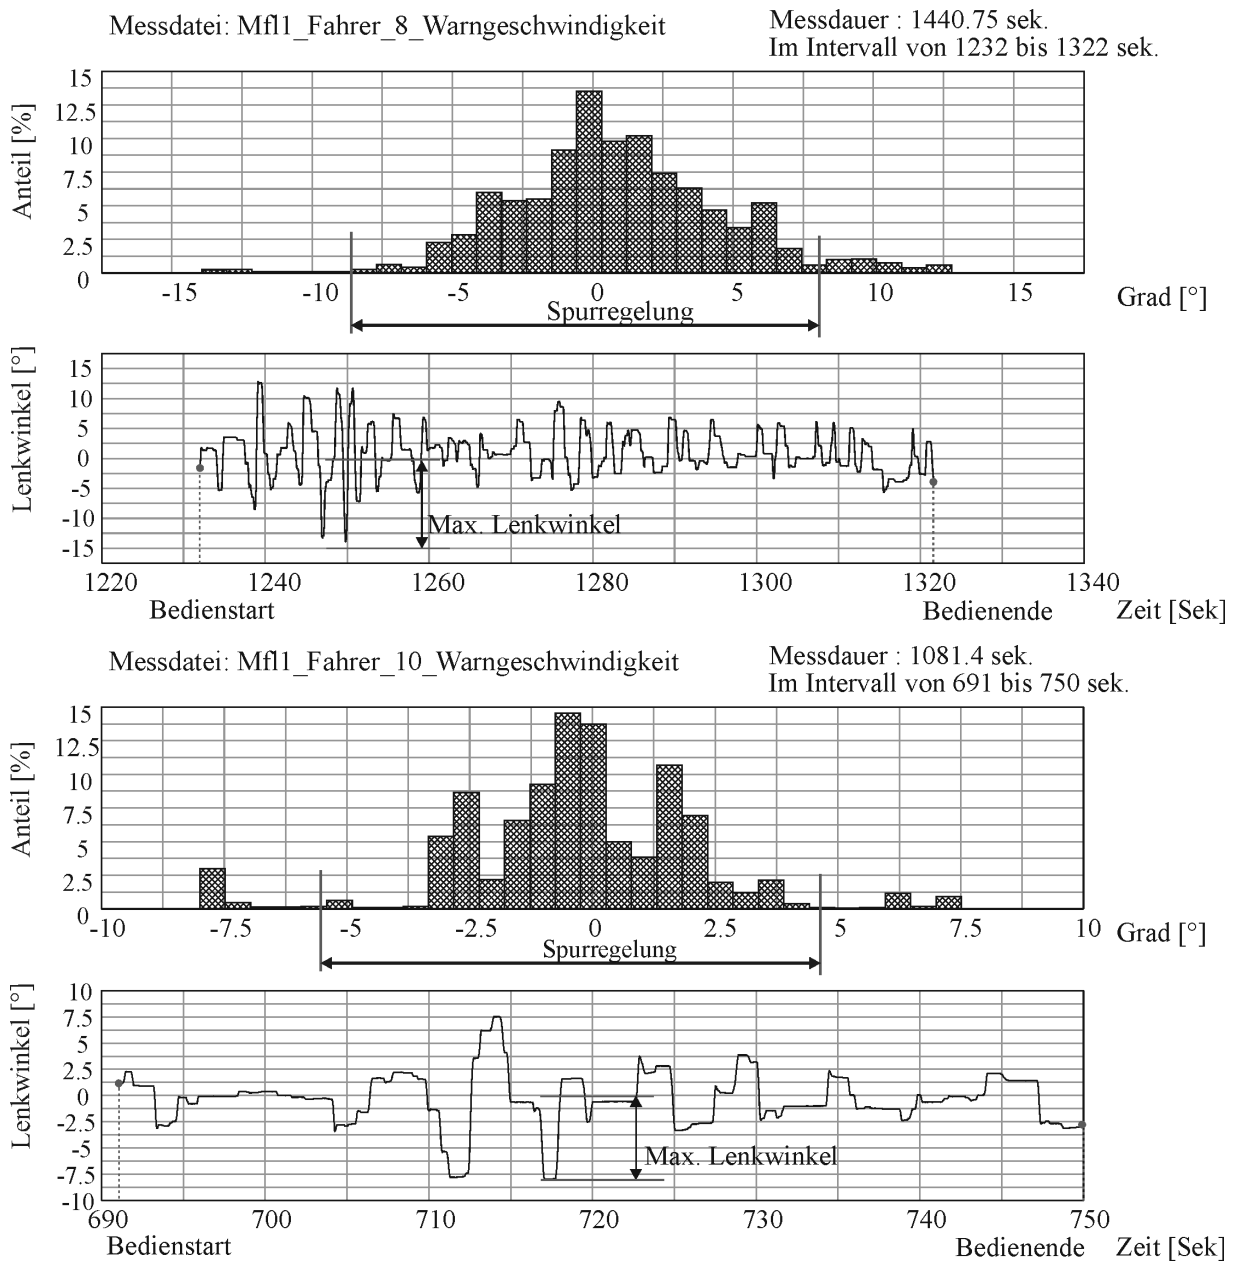 Messdatei: Mfl1_Fahrer_8_Warngeschwindigkeit
Messdauer : 1440.75 sek.
Im Intervall von 1232 bis 1322 sek.
Anteil [%]
15
12.5
10
7.5
5
2.5
0
-15 -10 -5 0 5 10 15 Grad [°]
Spurregelung
Lenkwinkel [°]
15
10
5
0
-5
-10
-15
Max. Lenkwinkel
1220 1240 1260 1280 1300 1320 1340
Bedienstart Bedienende Zeit [Sek]
Messdatei: Mfl1_Fahrer_10_Warngeschwindigkeit
Messdauer : 1081.4 sek.
Im Intervall von 691 bis 750 sek.
Anteil [%]
15
12.5
10
7.5
5
2.5
0
-10 -7.5 -5 -2.5 0 2.5 5 7.5 10 Grad [°]
Spurregelung
Lenkwinkel [°]
10
7.5
5
2.5
0
-2.5
-5
-7.5
-10
Max. Lenkwinkel
690 700 710 720 730 740 750
Bedienstart Bedienende Zeit [Sek]